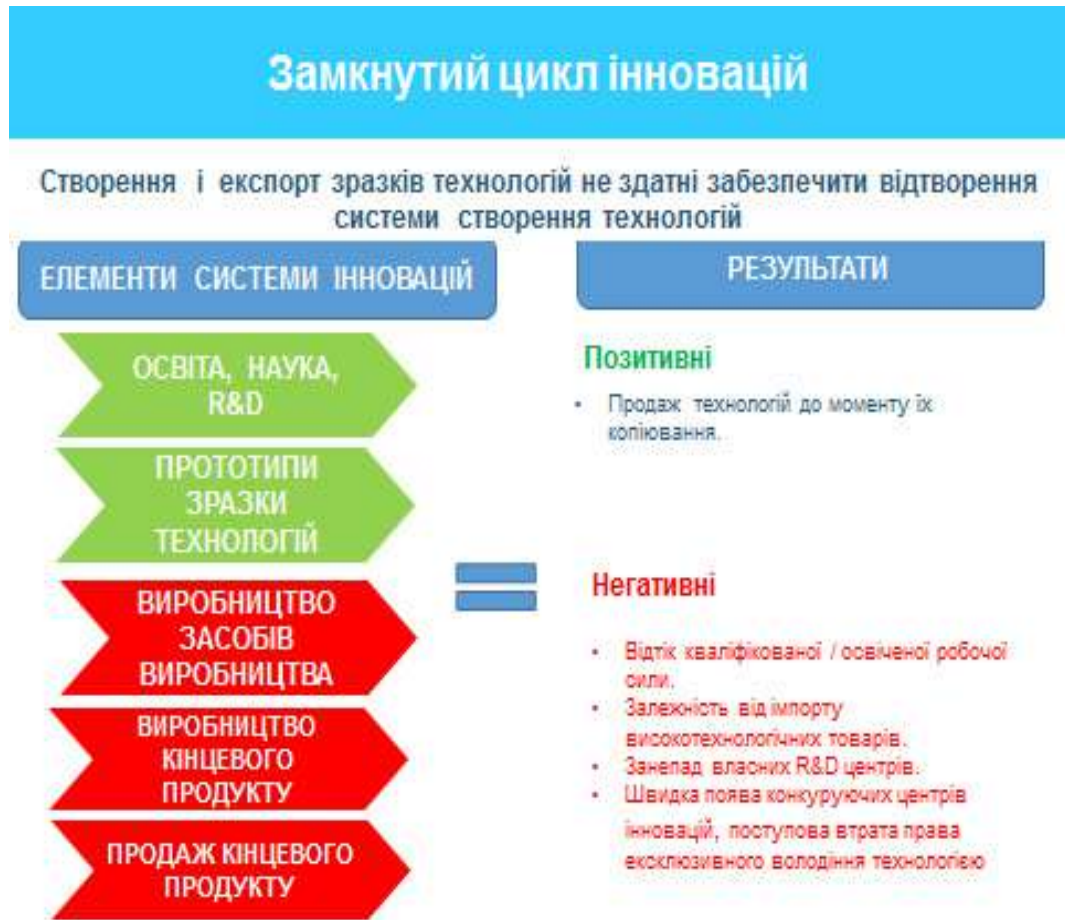 Замкнутий цикл інновацій
Створення і експорт зразків технологій не здатні забезпечити відтворення
системи створення технологій
ЕЛЕМЕНТИ СИСТЕМИ ІННОВАЦІЙ
ОСВІТА, НАУКА,
R&D
ПРОТОТИПИ
ЗРАЗКИ
ТЕХНОЛОГІЙ
ВИРОБНИЦТВО
ЗАСОБІВ
ВИРОБНИЦТВА
ВИРОБНИЦТВО
КІНЦЕВОГО
ПРОДУКТУ
ПРОДАЖ КІНЦЕВОГО
ПРОДУКТУ
РЕЗУЛЬТАТИ
Позитивні
• Продаж технологій до моменту їх
копіювання.
Негативні
• Відтік кваліфікованої / освіченої робочої
сили.
• Залежність від імпорту
високотехнологічних товарів.
• Занепад власних R&D центрів.
• Швидка поява конкуруючих центрів
інновацій, поступова втрата права
ексклюзивного володіння технологією